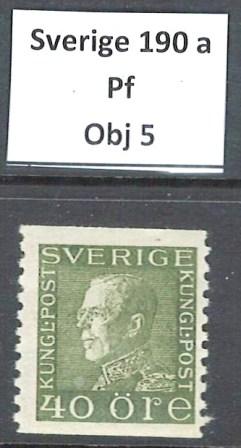 Sverige 190 a
Pf
Obj 5
SVERIGE
KUNGL·POST
KUNGL·POST
40 ÖRE